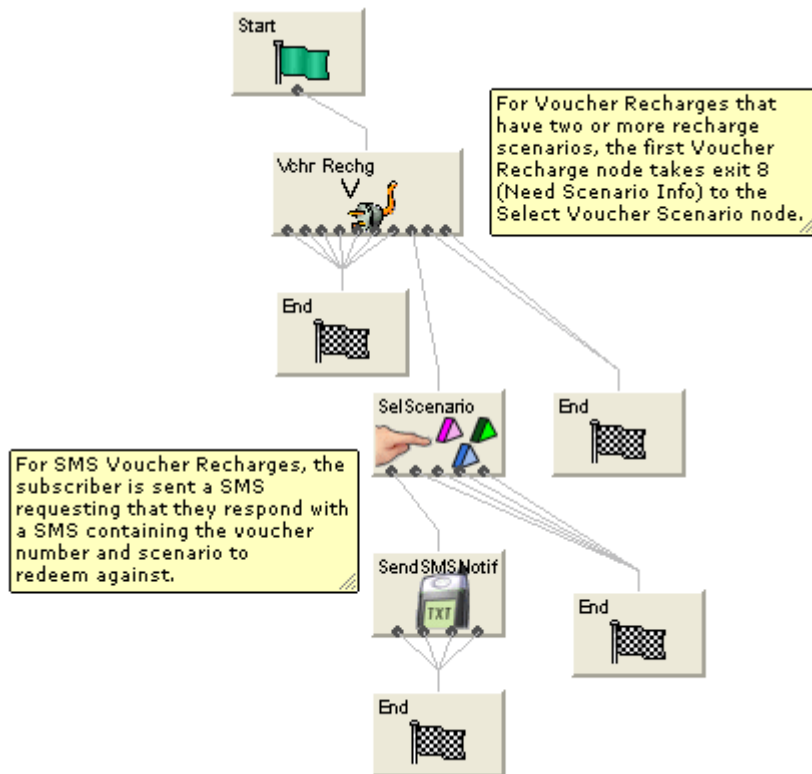 Start
For Voucher Recharges that
have two or more recharge
scenarios, the first Voucher
Recharge node takes exit 8
(Need Scenario Info) to the
Select Voucher Scenario node.
Vchr Rechg
End
SelScenario
End
For SMS Voucher Recharges, the
subscriber is sent a SMS
requesting that they respond with
a SMS containing the voucher
number and scenario to
redeem against.
SendSMSNotif
TXT
End
End